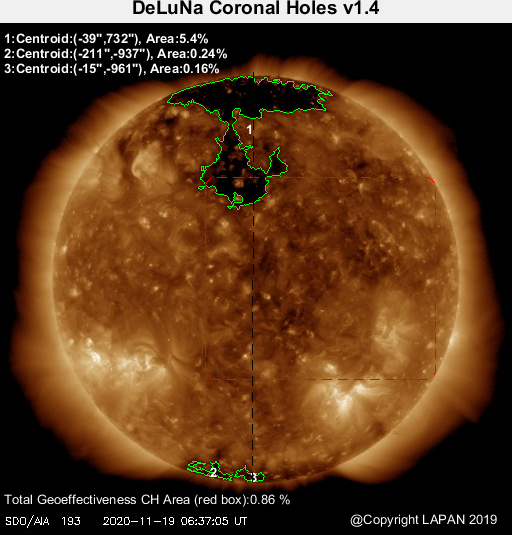 DeLuNa Coronal Holes v1.4
1:Centroid:(-39",732"), Area:5.4%
2:Centroid:(-211",-937"), Area:0.24%
3:Centroid:(-15",-961"), Area:0.16%
1
2
3
Total Geoeffectiveness CH Area (red box):0.86 %
SDO/AIA 193 2020-11-19 06:37:05 UT
@Copyright LAPAN 2019